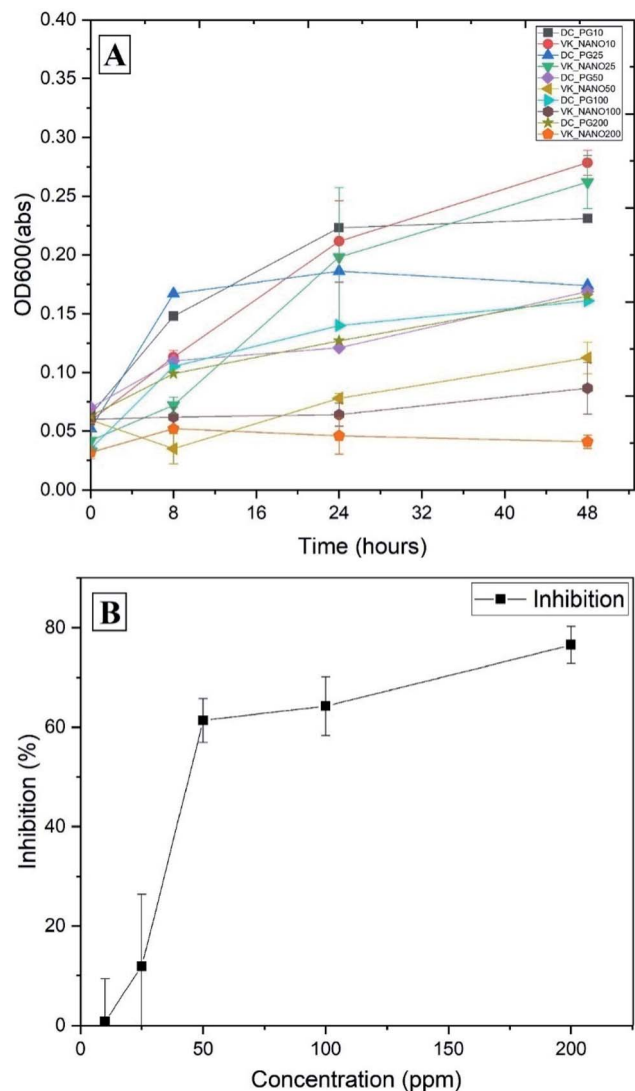 A
DC_PG10
VK_NANO10
DC_PG25
VK_NANO25
DC_PG50
VK_NANO50
DC_PG100
VK_NANO100
DC_PG200
VK_NANO200
0.40
0.35
0.30
0.25
0.20
0.15
0.10
0.05
0.00
OD600(abs)
0 8 16 24 32 40 48
Time (hours)
B
Inhibition
80
60
40
20
0
Inhibition (%)
0 50 100 150 200
Concentration (ppm)